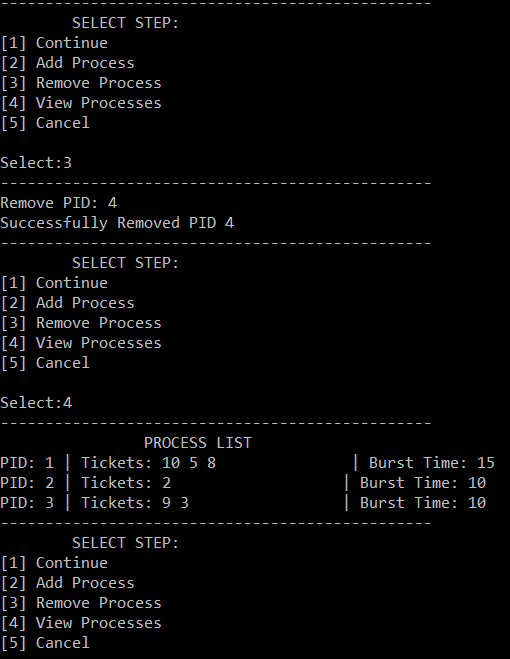 ------------------------------------------------
        SELECT STEP:
[1] Continue
[2] Add Process
[3] Remove Process
[4] View Processes
[5] Cancel

Select:3
------------------------------------------------
Remove PID: 4
Successfully Removed PID 4
------------------------------------------------
        SELECT STEP:
[1] Continue
[2] Add Process
[3] Remove Process
[4] View Processes
[5] Cancel

Select:4
------------------------------------------------
                PROCESS LIST
PID: 1 | Tickets: 10 5 8               | Burst Time: 15
PID: 2 | Tickets: 2                   | Burst Time: 10
PID: 3 | Tickets: 9 3                 | Burst Time: 10
------------------------------------------------
        SELECT STEP:
[1] Continue
[2] Add Process
[3] Remove Process
[4] View Processes
[5] Cancel